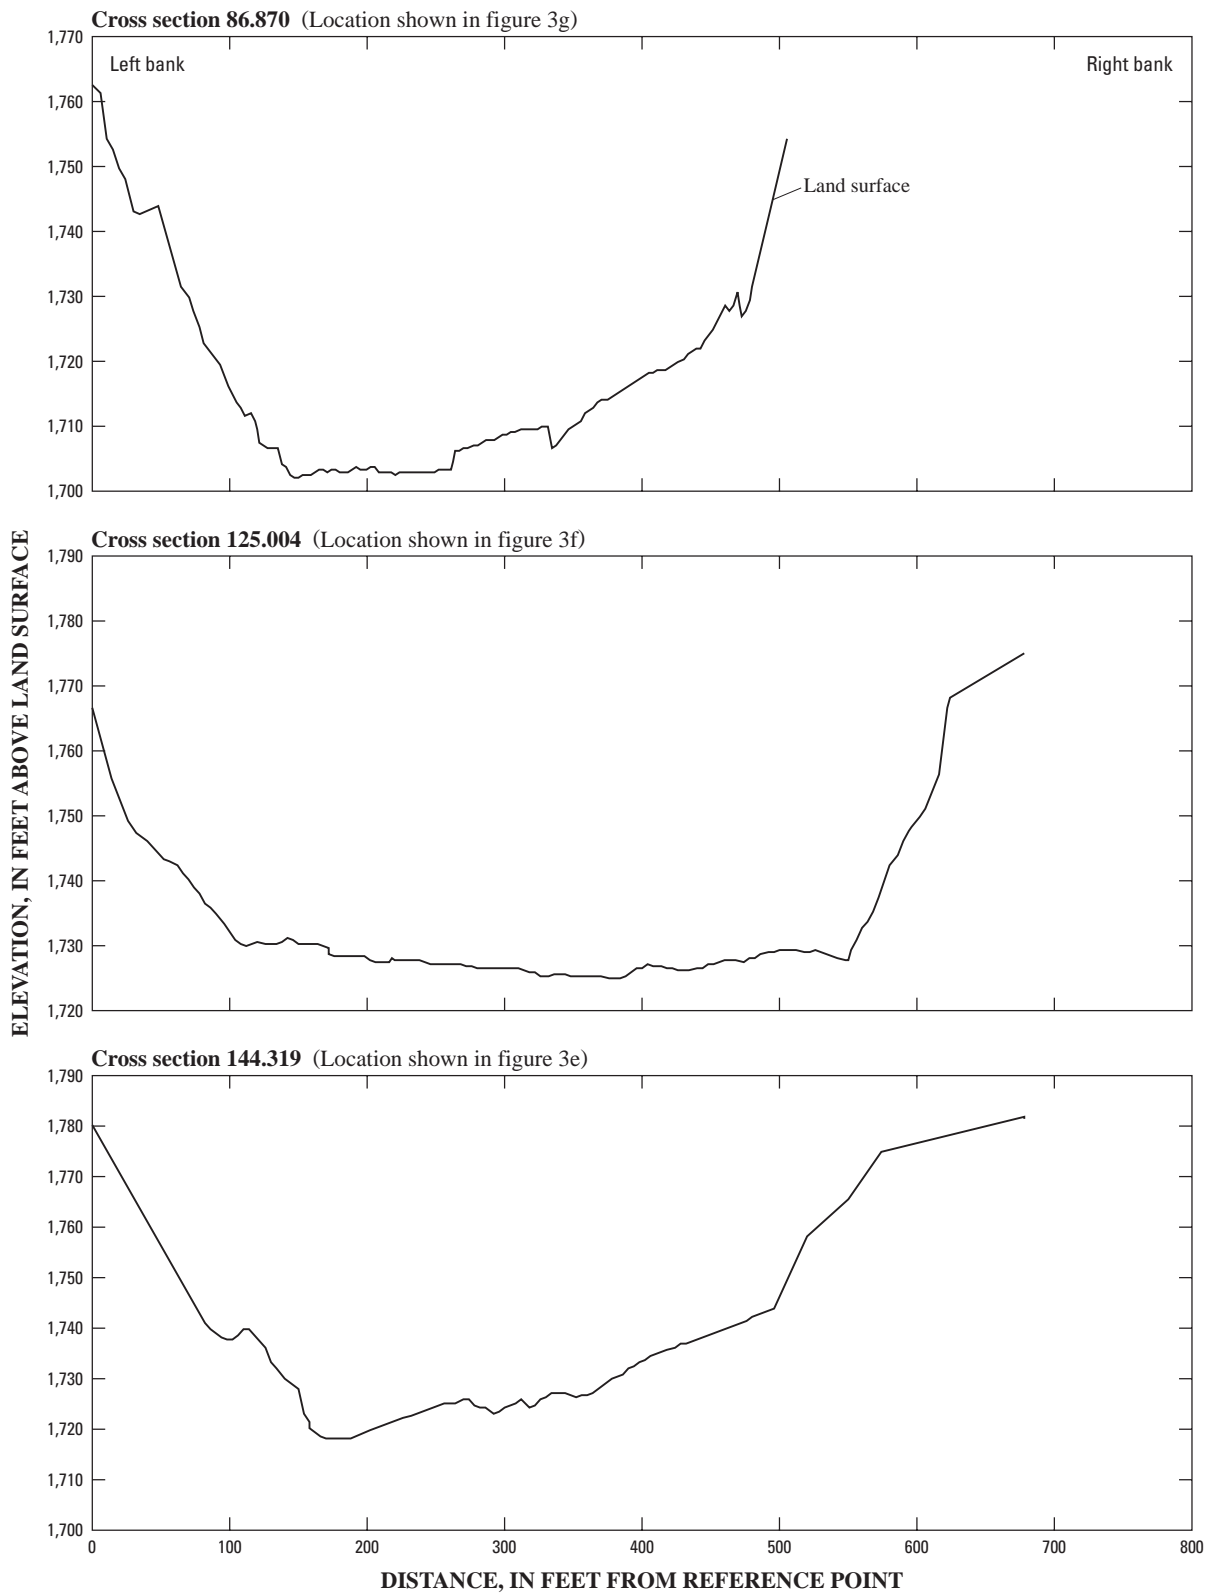 Cross section 86.870 (Location shown in figure 3g)
1,770
Left bank
Right bank
1,760
1,750
Land surface
1,740
1,730
1,720
1,710
1,700
ELEVATION, IN FEET ABOVE LAND SURFACE
Cross section 125.004 (Location shown in figure 3f)
1,790
1,780
1,770
1,760
1,750
1,740
1,730
1,720
Cross section 144.319 (Location shown in figure 3e)
1,790
1,780
1,770
1,760
1,750
1,740
1,730
1,720
1,710
1,700
0 100 200 300 400 500 600 700 800
DISTANCE, IN FEET FROM REFERENCE POINT